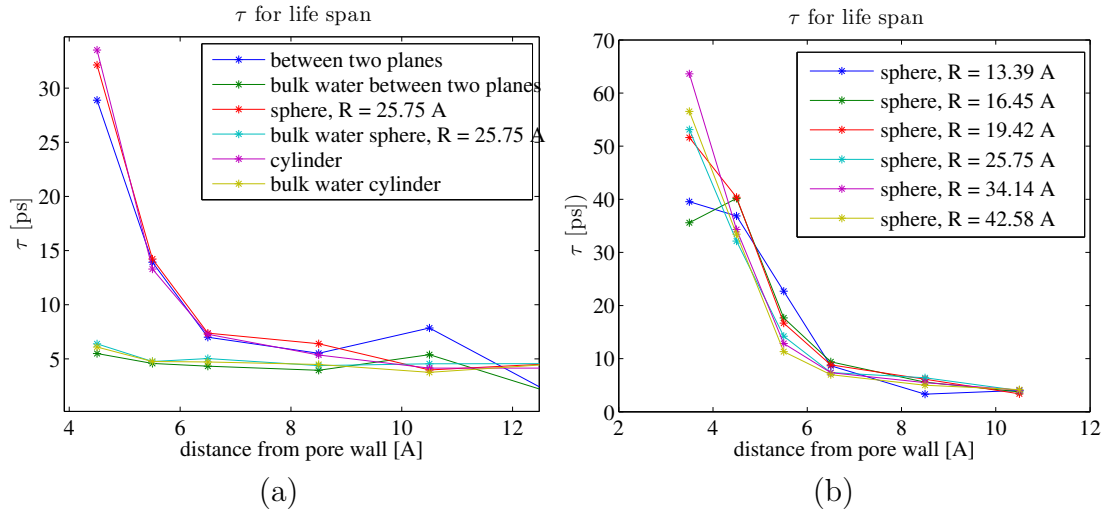 τ for life span
30
25
20
15
10
5
4
6
8
10
12
τ [ps]
distance from pore wall [A]
between two planes
bulk water between two planes
sphere, R = 25.75 A
bulk water sphere, R = 25.75 A
cylinder
bulk water cylinder
(a)
τ for life span
70
60
50
40
30
20
10
0
2
4
6
8
10
12
τ [ps])
distance from pore wall [A]
sphere, R = 13.39 A
sphere, R = 16.45 A
sphere, R = 19.42 A
sphere, R = 25.75 A
sphere, R = 34.14 A
sphere, R = 42.58 A
(b)